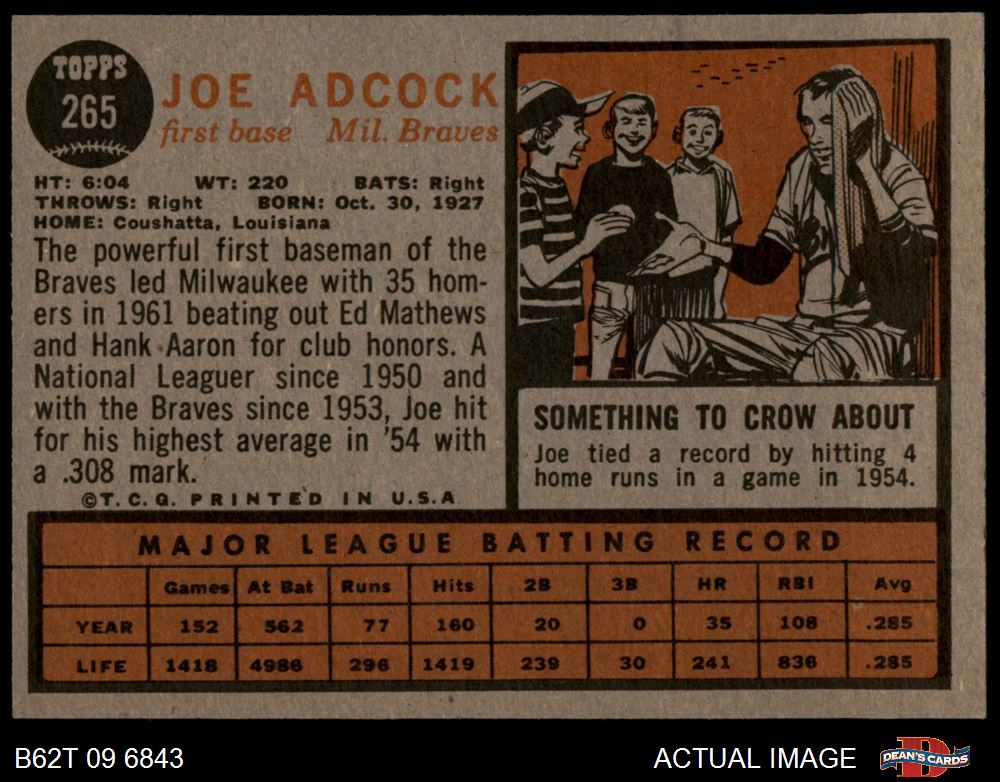 TOPPS
265
JOE ADCOCK
first base Mil. Braves
HT: 6:04 WT: 220 BATS: Right
THROWS: Right BORN: Oct. 30, 1927
HOME: Coushatta, Louisiana
The powerful first baseman of the
Braves led Milwaukee with 35 hom-
ers in 1961 beating out Ed Mathews
and Hank Aaron for club honors. A
National Leaguer since 1950 and
with the Braves since 1953, Joe hit
for his highest average in '54 with
a .308 mark.
©T.C.G. PRINTED IN U.S.A
SOMETHING TO CROW ABOUT
Joe tied a record by hitting 4
home runs in a game in 1954.
MAJOR LEAGUE BATTING RECORD
Games At Bat Runs Hits 2B 3B HR RBI Avg
YEAR 152 562 77 160 20 0 35 108 .285
LIFE 1418 4986 296 1419 239 30 241 836 .285
B62T 09 6843
ACTUAL IMAGE
DEAN'S CARDS